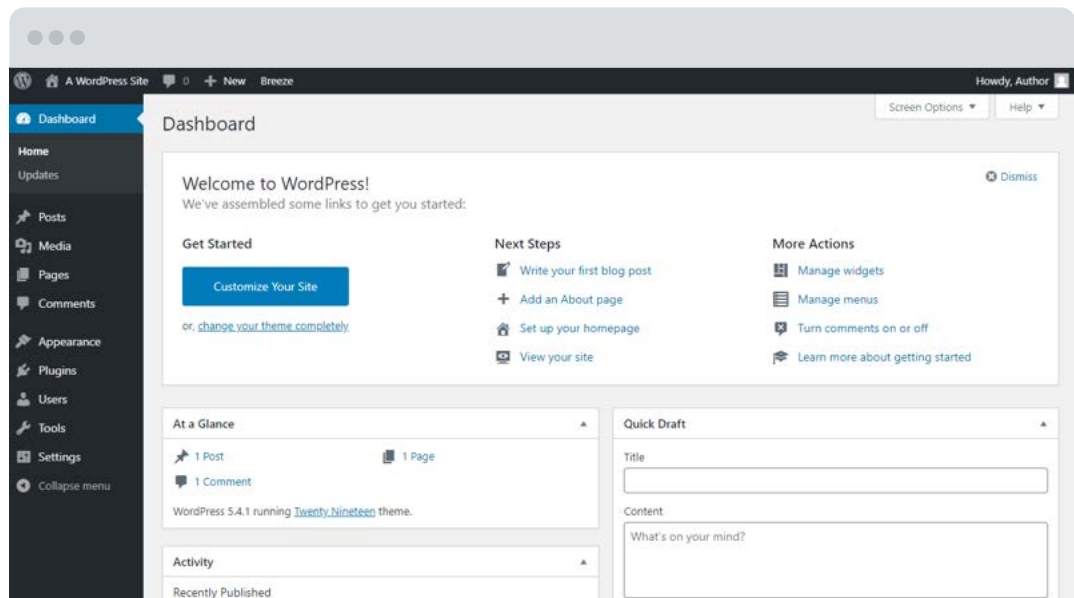 A WordPress Site 0 New Breeze Howdy, Author
Screen Options Help
Dashboard
Home
Updates
Posts
Media
Pages
Comments
Appearance
Plugins
Users
Tools
Settings
Collapse menu
Dashboard
Welcome to WordPress!
We've assembled some links to get you started:
Dismiss
Get Started
Customize Your Site
or, change your theme completely
Next Steps
Write your first blog post
Add an About page
Set up your homepage
View your site
More Actions
Manage widgets
Manage menus
Turn comments on or off
Learn more about getting started
At a Glance
1 Post 1 Page
1 Comment
WordPress 5.4.1 running Twenty Nineteen theme.
Activity
Recently Published
Quick Draft
Title
Content
What's on your mind?